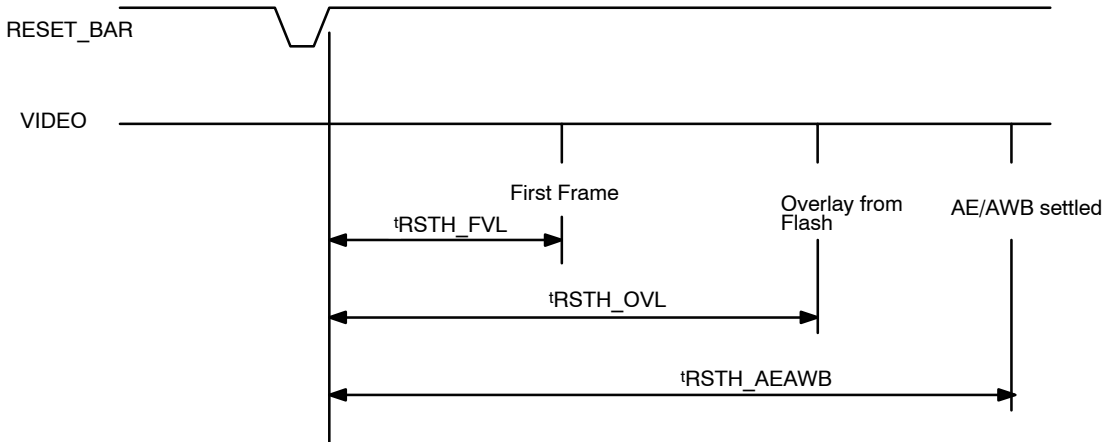 RESET_BAR
VIDEO
First Frame
Overlay from
Flash
AE/AWB settled
tRSTH_FVL
tRSTH_OVL
tRSTH_AEAWB